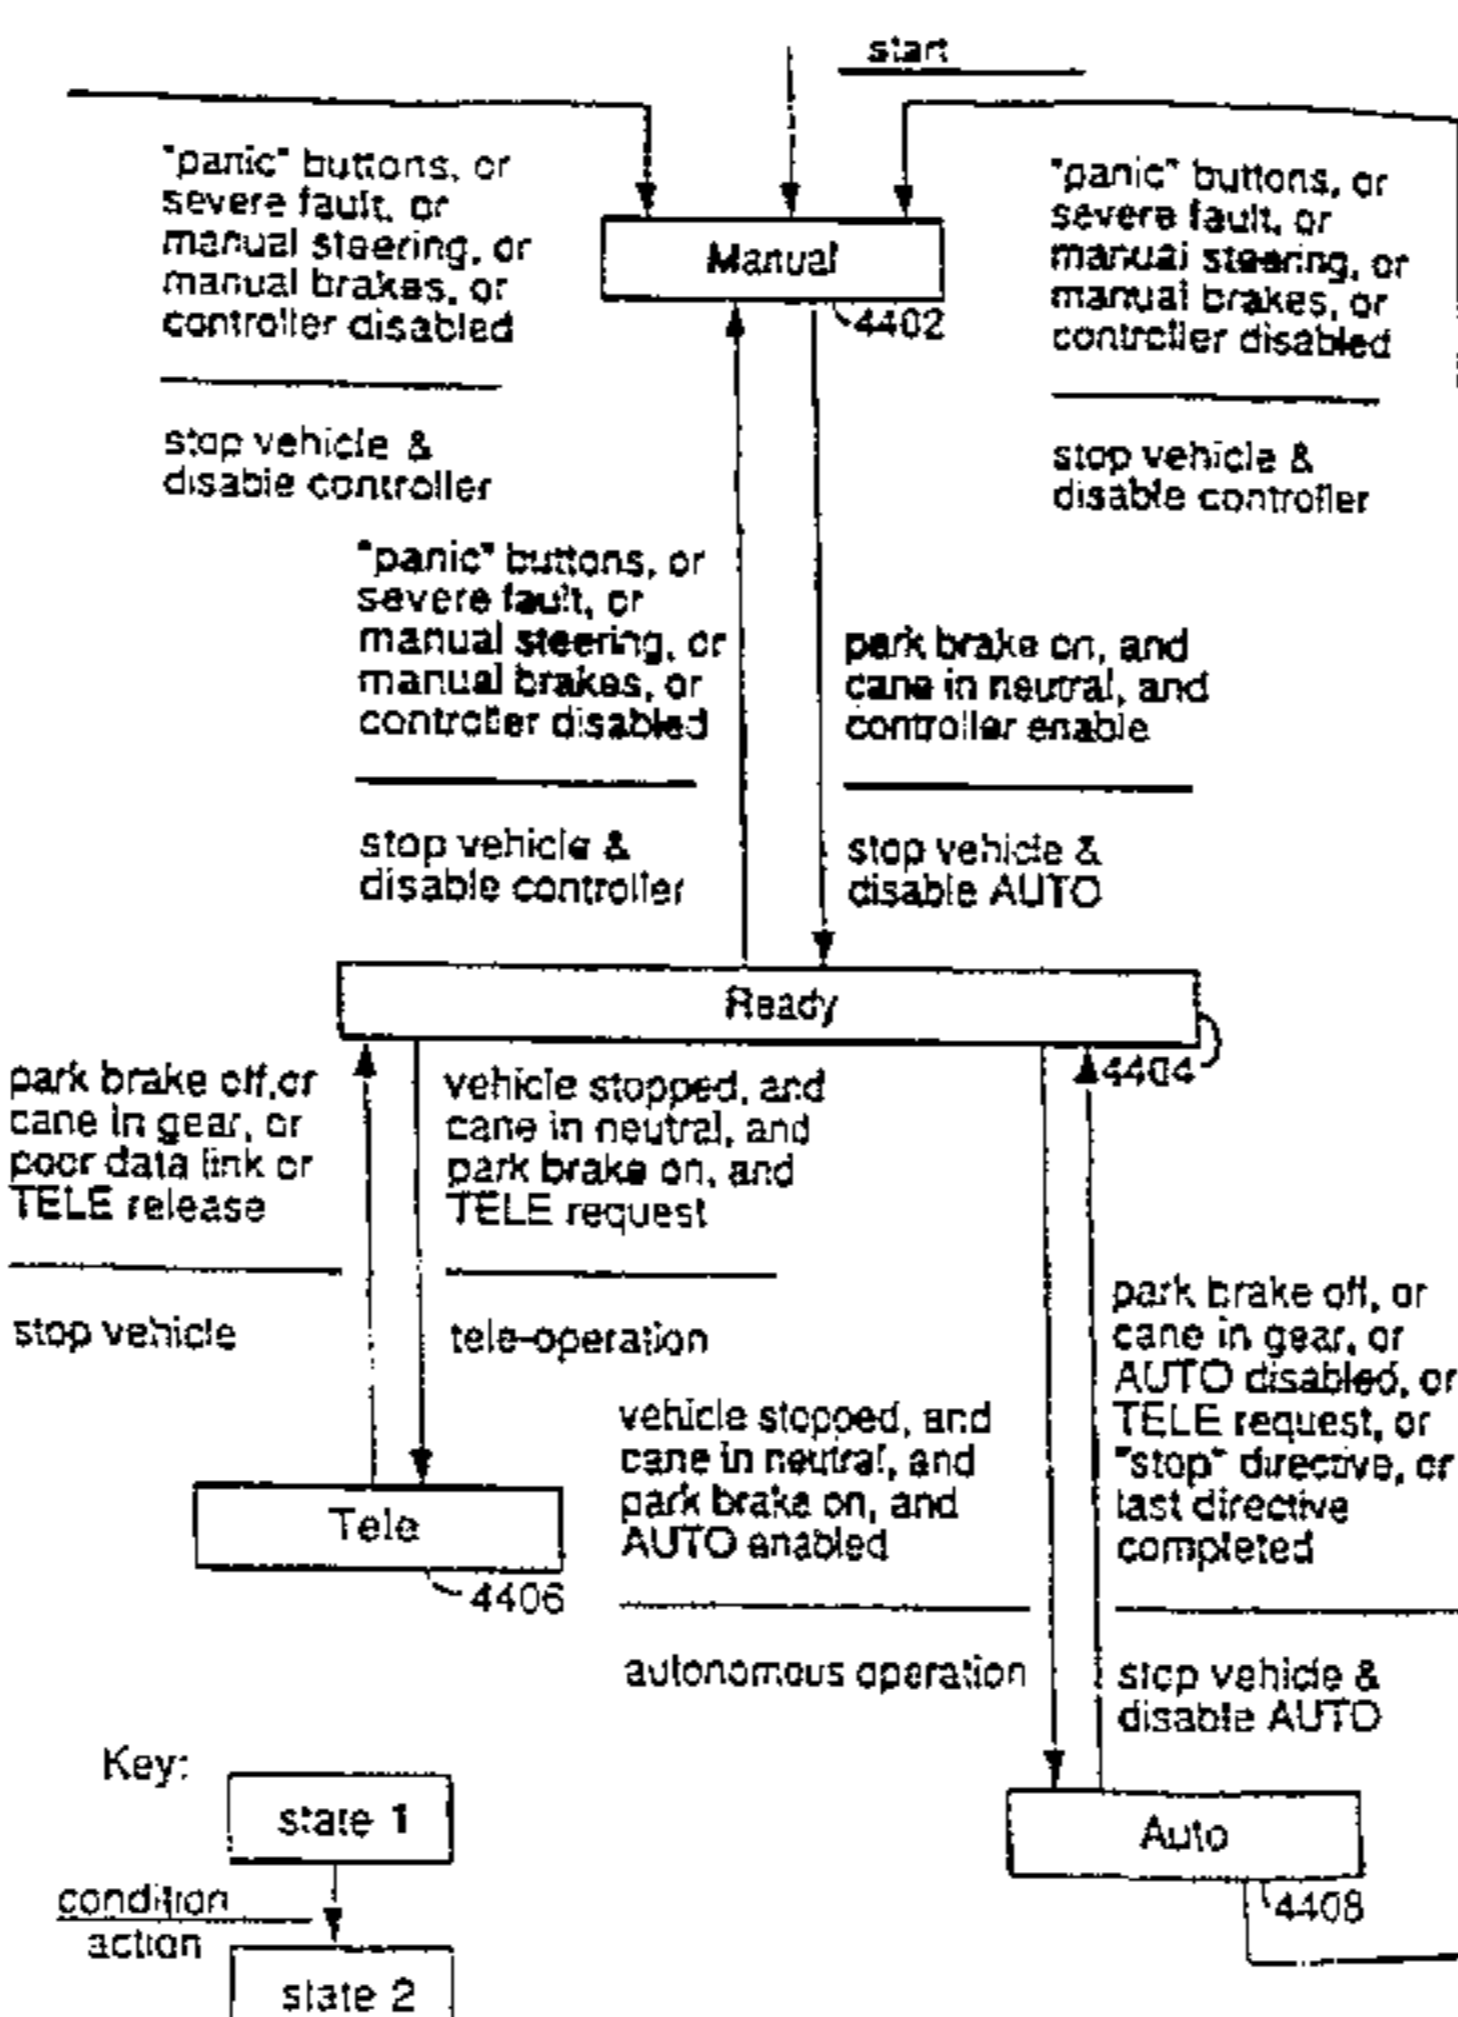 start
"panic" buttons, or
severe fault, or
manual steering, or
manual brakes, or
controller disabled
stop vehicle &
disable controller
Manual
4402
"panic" buttons, or
severe fault, or
manual steering, or
manual brakes, or
controller disabled
stop vehicle &
disable controller
"panic" buttons, or
severe fault, or
manual steering, or
manual brakes, or
controller disabled
stop vehicle &
disable controller
park brake on, and
cane in neutral, and
controller enable
stop vehicle &
disable AUTO
Ready
4404
park brake off,or
cane in gear, or
poor data link or
TELE release
stop vehicle
vehicle stopped, and
cane in neutral, and
park brake on, and
TELE request
tele-operation
Tele
4406
vehicle stopped, and
cane in neutral, and
park brake on, and
AUTO enabled
autonomous operation
park brake off, or
cane in gear, or
AUTO disabled, or
TELE request, or
"stop" directive, or
last directive
completed
stop vehicle &
disable AUTO
Auto
4408
Key:
state 1
condition
action
state 2